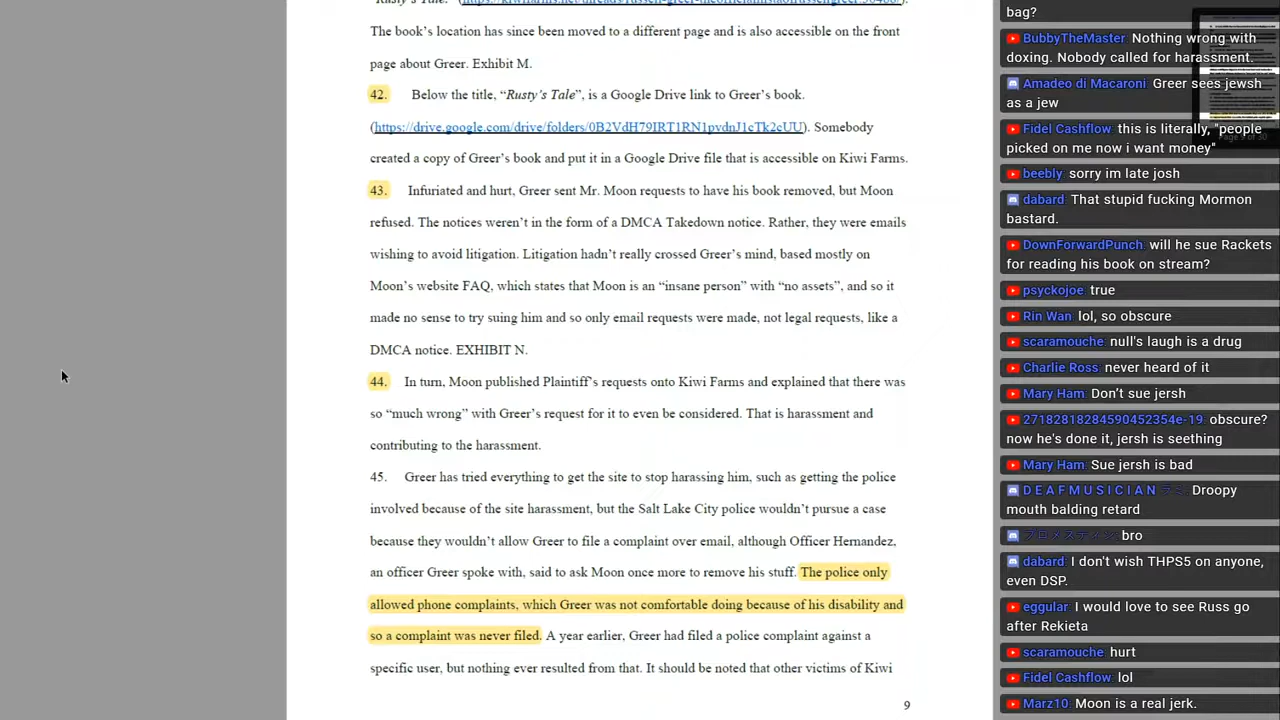 "Rusty's Tale." (https://kiwifarms.net/threads/russell-greer-theofficialinstaofrussellgreer.30488/).
The book's location has since been moved to a different page and is also accessible on the front
page about Greer. Exhibit M.
42. Below the title, “Rusty’s Tale”, is a Google Drive link to Greer’s book.
(https://drive.google.com/drive/folders/0B2VdH79IRT1RN1pvdnJ1cTk2cUU). Somebody
created a copy of Greer’s book and put it in a Google Drive file that is accessible on Kiwi Farms.
43. Infuriated and hurt, Greer sent Mr. Moon requests to have his book removed, but Moon
refused. The notices weren’t in the form of a DMCA Takedown notice. Rather, they were emails
wishing to avoid litigation. Litigation hadn’t really crossed Greer’s mind, based mostly on
Moon’s website FAQ, which states that Moon is an “insane person” with “no assets”, and so it
made no sense to try suing him and so only email requests were made, not legal requests, like a
DMCA notice. EXHIBIT N.
44. In turn, Moon published Plaintiff’s requests onto Kiwi Farms and explained that there was
so “much wrong” with Greer’s request for it to even be considered. That is harassment and
contributing to the harassment.
45. Greer has tried everything to get the site to stop harassing him, such as getting the police
involved because of the site harassment, but the Salt Lake City police wouldn’t pursue a case
because they wouldn’t allow Greer to file a complaint over email, although Officer Hernandez,
an officer Greer spoke with, said to ask Moon once more to remove his stuff. The police only
allowed phone complaints, which Greer was not comfortable doing because of his disability and
so a complaint was never filed. A year earlier, Greer had filed a police complaint against a
specific user, but nothing ever resulted from that. It should be noted that other victims of Kiwi
9
bag?
BubbyTheMaster Nothing wrong with
doxing. Nobody called for harassment.
Amadeo di Macaroni Greer sees jewsh
as a jew
Fidel Cashflow this is literally, "people
picked on me now i want money"
beebly sorry im late josh
dabard That stupid fucking Mormon
bastard.
DownForwardPunch will he sue Rackets
for reading his book on stream?
psyckojoe true
Rin Wan lol, so obscure
scaramouche null's laugh is a drug
Charlie Ross never heard of it
Mary Ham Don't sue jersh
27182818284590452354e-19 obscure?
now he's done it, jersh is seething
Mary Ham Sue jersh is bad
D E A F M U S I C I A N Droopy
mouth balding retard
bro
dabard I don't wish THPS5 on anyone,
even DSP.
eggular I would love to see Russ go
after Rekieta
scaramouche hurt
Fidel Cashflow lol
Marz10 Moon is a real jerk.